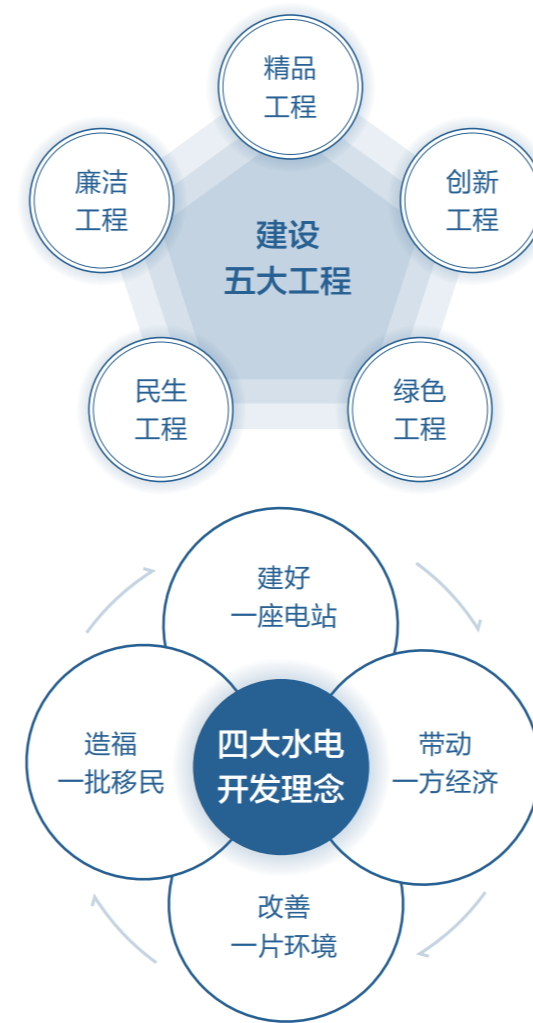 精品
工程
廉洁
工程
创新
工程
建设
五大工程
民生
工程
绿色
工程
建好
一座电站
造福
一批移民
四大水电
开发理念
带动
一方经济
改善
一片环境